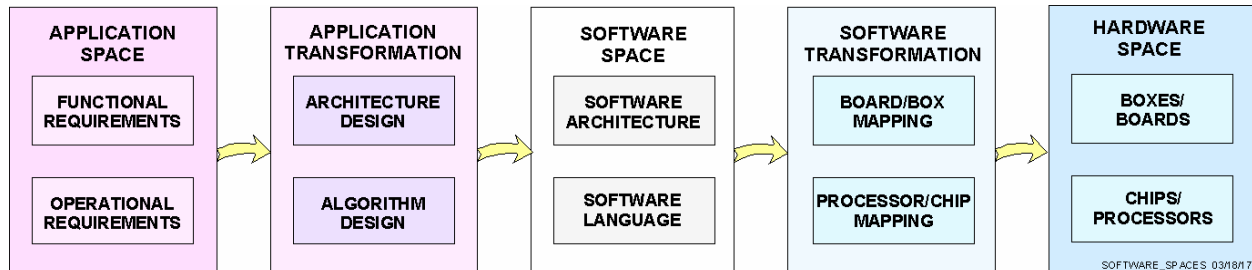 APPLICATION
SPACE
FUNCTIONAL
REQUIREMENTS
OPERATIONAL
REQUIREMENTS
APPLICATION
TRANSFORMATION
ARCHITECTURE
DESIGN
ALGORITHM
DESIGN
SOFTWARE
SPACE
SOFTWARE
ARCHITECTURE
SOFTWARE
LANGUAGE
SOFTWARE
TRANSFORMATION
BOARD/BOX
MAPPING
PROCESSOR/CHIP
MAPPING
HARDWARE
SPACE
BOXES/
BOARDS
CHIPS/
PROCESSORS
SOFTWARE_SPACES 03/18/17